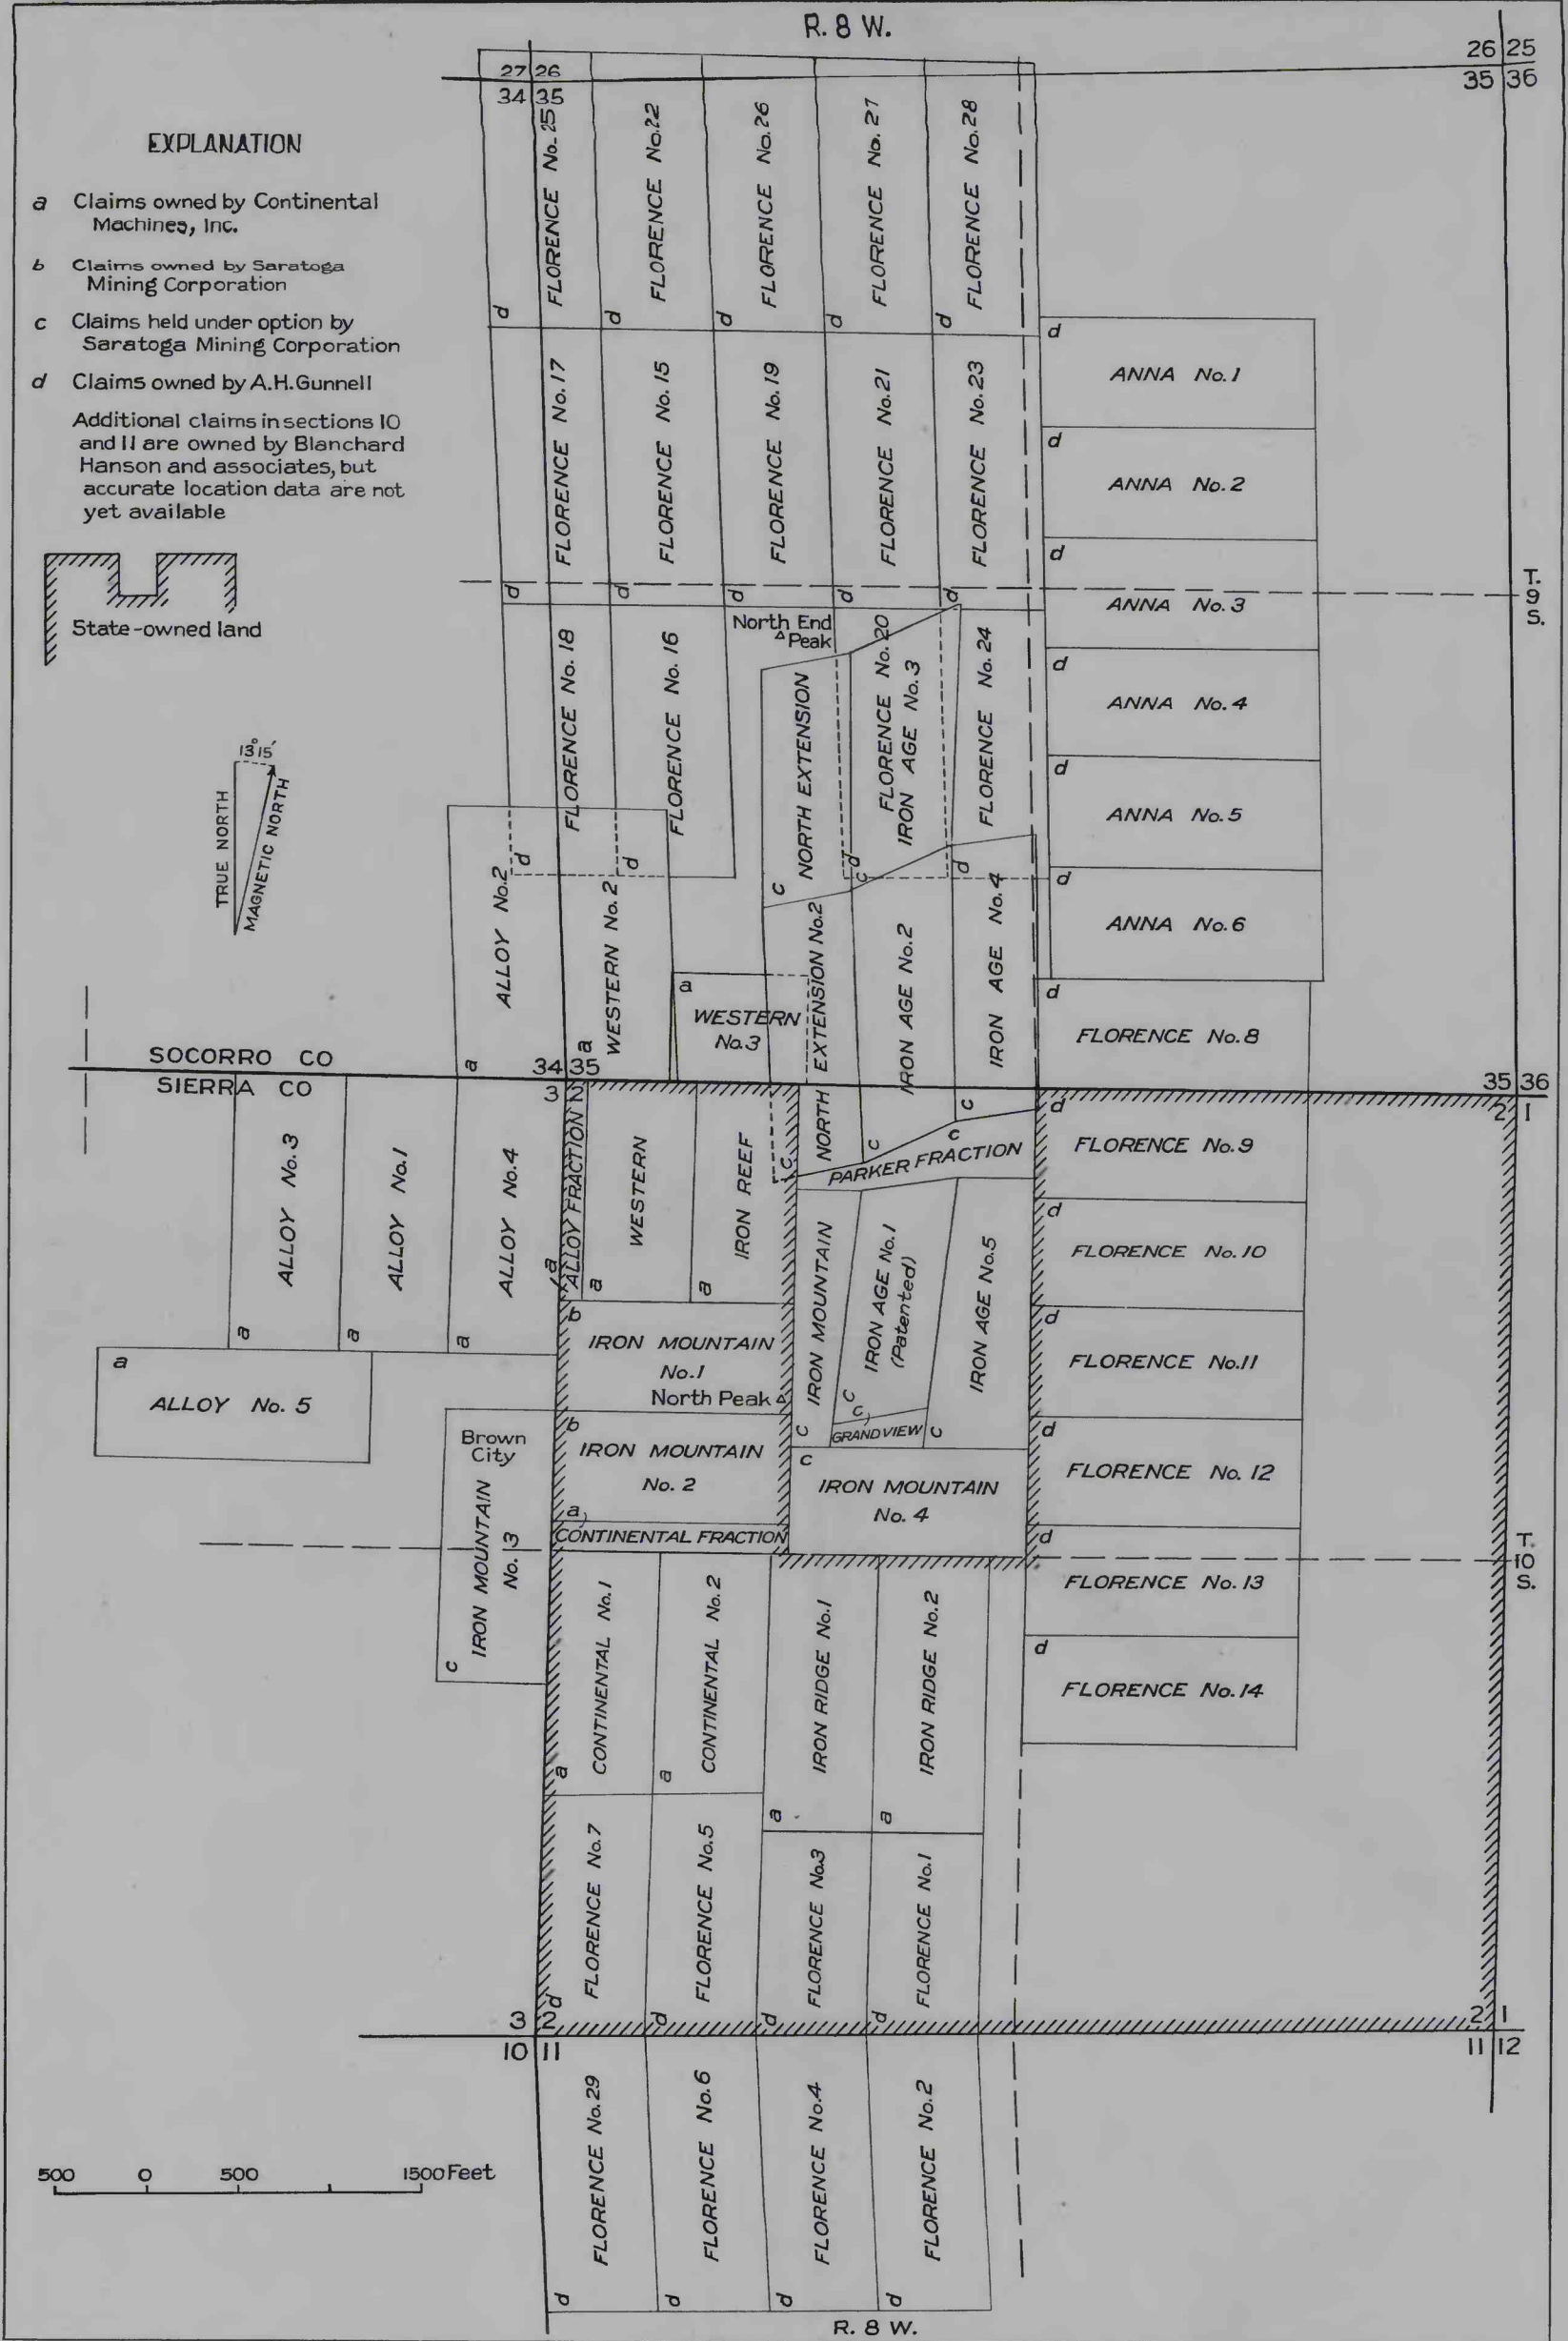 R. 8 W.
27 26
34 35
26 25
35 36
EXPLANATION
a Claims owned by Continental
Machines, Inc.
b Claims owned by Saratoga
Mining Corporation
c Claims held under option by
Saratoga Mining Corporation
d Claims owned by A.H.Gunnell
Additional claims in sections 10
and 11 are owned by Blanchard
Hanson and associates, but
accurate location data are not
yet available
State-owned land
13°15'
TRUE NORTH
MAGNETIC NORTH
FLORENCE No. 25
d
FLORENCE No.22
d
FLORENCE No.26
d
FLORENCE No. 27
d
FLORENCE No.28
d
FLORENCE No. 17
d
FLORENCE No. 15
d
FLORENCE No. 19
d
FLORENCE No.21
d
FLORENCE No. 23
d
d
ANNA No. 1
d
ANNA No. 2
d
ANNA No. 3
d
ANNA No. 4
d
ANNA No. 5
d
ANNA No. 6
T.
9
S.
North End
Peak
FLORENCE No. 18
d
FLORENCE No. 16
d
NORTH EXTENSION
c
FLORENCE No. 20
IRON AGE No. 3
d
c
FLORENCE No. 24
d
ALLOY No.2
a
WESTERN No. 2
a
a
WESTERN
No.3
NORTH EXTENSION No.2
c
IRON AGE No.2
c
IRON AGE No. 4
c
d
FLORENCE No. 8
SOCORRO CO
SIERRA CO
34 35
3 2
35 36
2 1
ALLOY No. 3
a
ALLOY No.1
a
ALLOY No.4
a
ALLOY FRACTION
a
WESTERN
a
IRON REEF
a
c
PARKER FRACTION
d
FLORENCE No. 9
d
FLORENCE No. 10
d
FLORENCE No.11
d
FLORENCE No. 12
d
FLORENCE No. 13
d
FLORENCE No. 14
a
ALLOY No. 5
b
IRON MOUNTAIN
No.1
North Peak
IRON MOUNTAIN
c
IRON AGE No.1
(Patented)
c
IRON AGE No.5
c
c
GRANDVIEW
Brown
City
IRON MOUNTAIN
No. 3
c
b
IRON MOUNTAIN
No. 2
c
IRON MOUNTAIN
No. 4
a
CONTINENTAL FRACTION
T.
10
S.
CONTINENTAL No.1
a
CONTINENTAL No. 2
a
IRON RIDGE No.1
a
IRON RIDGE No.2
a
FLORENCE No.7
d
FLORENCE No.5
d
FLORENCE No.3
d
FLORENCE No.1
d
3 2
10 11
2 1
11 12
FLORENCE No.29
d
FLORENCE No.6
d
FLORENCE No.4
d
FLORENCE No. 2
d
500 0 500 1500 Feet
R. 8 W.